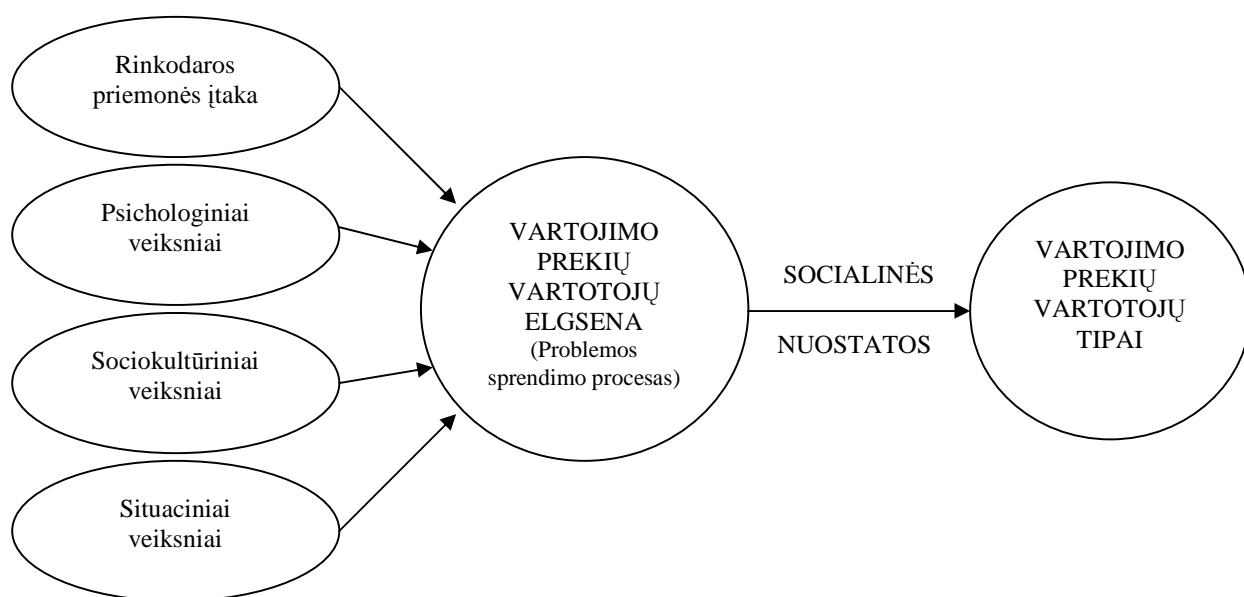 Rinkodaros
priemonės įtaka
Psichologiniai
veiksniai
Sociokultūriniai
veiksniai
Situaciniai
veiksniai
VARTOJIMO
PREKIŲ
VARTOTOJŲ
ELGSENA
(Problemos
sprendimo procesas)
SOCIALINĖS
NUOSTATOS
VARTOJIMO
PREKIŲ
VARTOTOJŲ
TIPAI